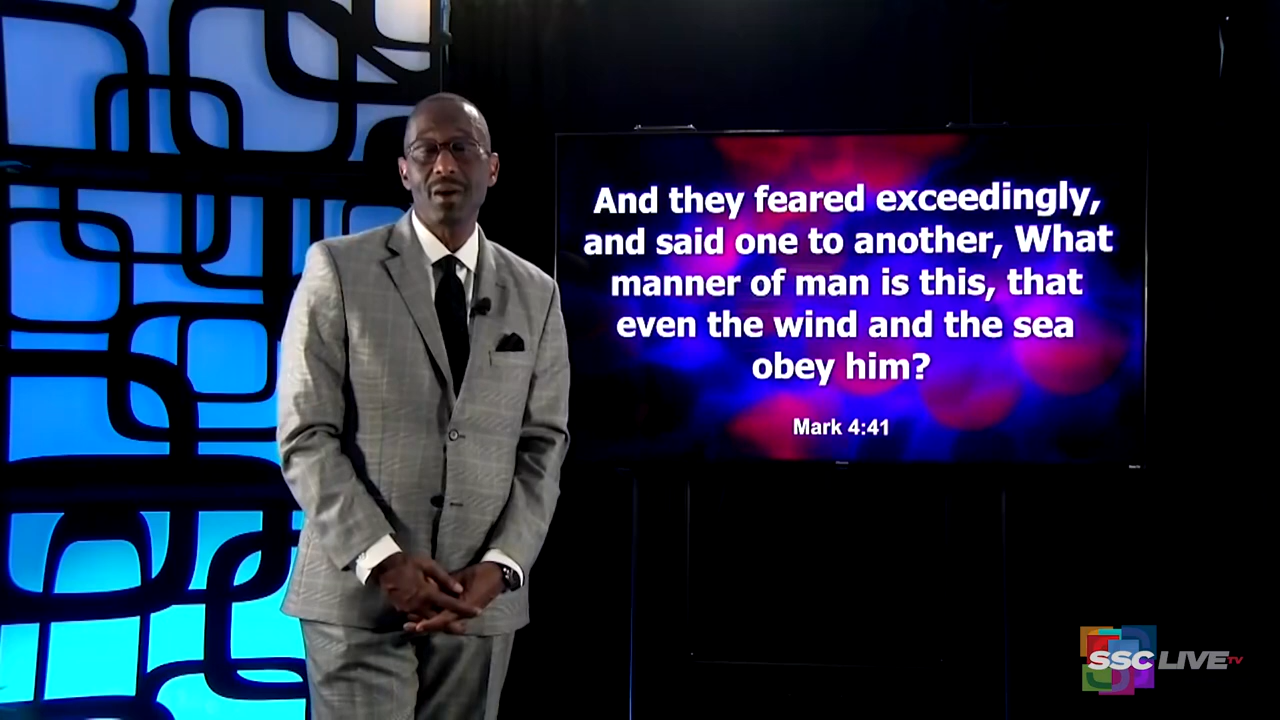 And they feared exceedingly,
and said one to another, What
manner of man is this, that
even the wind and the sea
obey him?
Mark 4:41
SSC LIVE TV